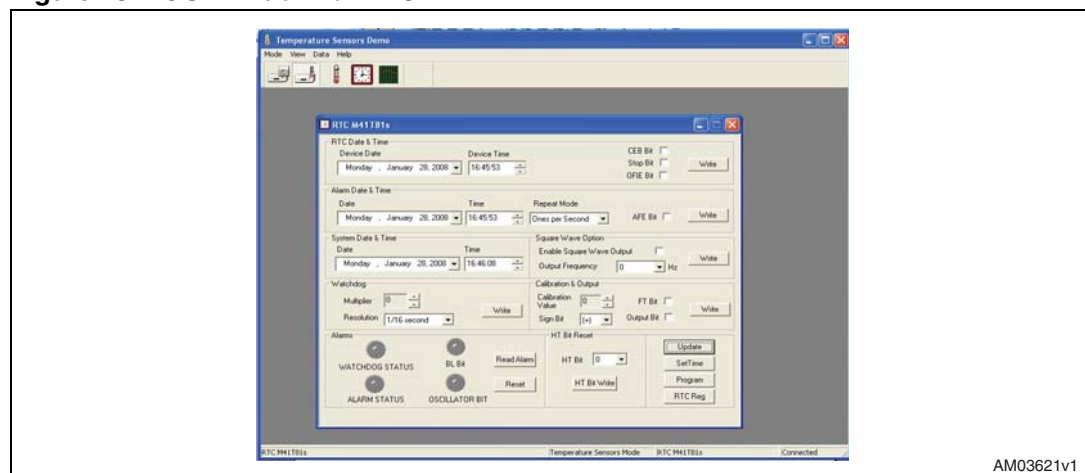 Temperature Sensors Demo
Mode View Data Help
RTC M41T81s
RTC Date & Time
Device Date
Device Time
Monday , January 28, 2008
16:45:53
CEB Bit
Stop Bit
OFIE Bit
Write
Alarm Date & Time
Date
Time
Repeat Mode
Monday , January 28, 2008
16:45:53
Ones per Second
AFE Bit
Write
System Date & Time
Date
Time
Monday , January 28, 2008
16:46:08
Square Wave Option
Enable Square Wave Output
Output Frequency
0
Hz
Write
Watchdog
Multiplier
0
Resolution
1/16 second
Write
Calibration & Output
Calibration Value
0
FT Bit
Sign Bit
(+)
Output Bit
Write
Alarms
WATCHDOG STATUS
BL Bit
Read Alarm
ALARM STATUS
OSCILLATOR BIT
Reset
HT Bit Reset
HT Bit
0
HT Bit Write
Update
SetTime
Program
RTC Reg
RTC M41T81s
Temperature Sensors Mode
RTC M41T81s
Connected
AM03621v1